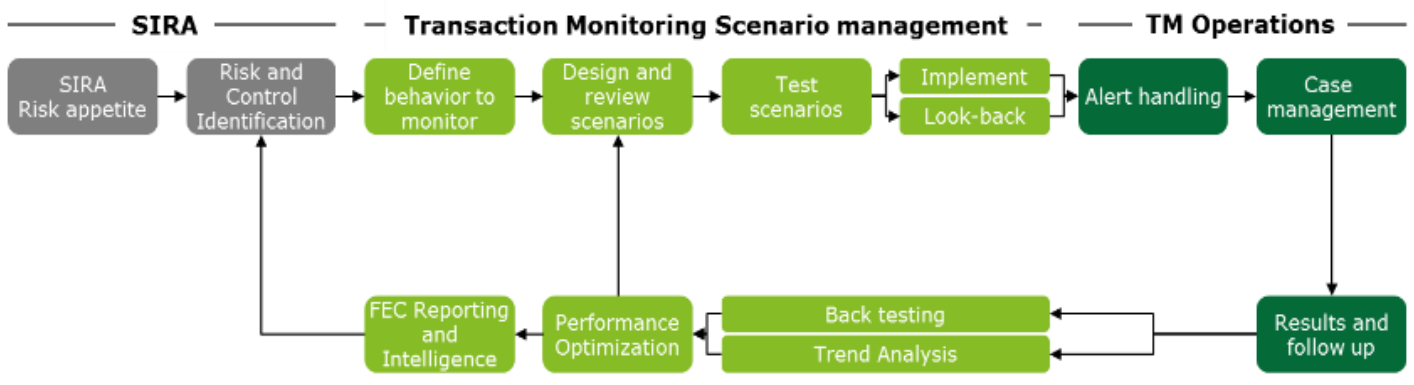 SIRA
Transaction Monitoring Scenario management
TM Operations
SIRA
Risk appetite
Risk and
Control
Identification
Define
behavior to
monitor
Design and
review
scenarios
Test
scenarios
Implement
Look-back
Alert handling
Case
management
FEC Reporting
and
Intelligence
Performance
Optimization
Back testing
Trend Analysis
Results and
follow up